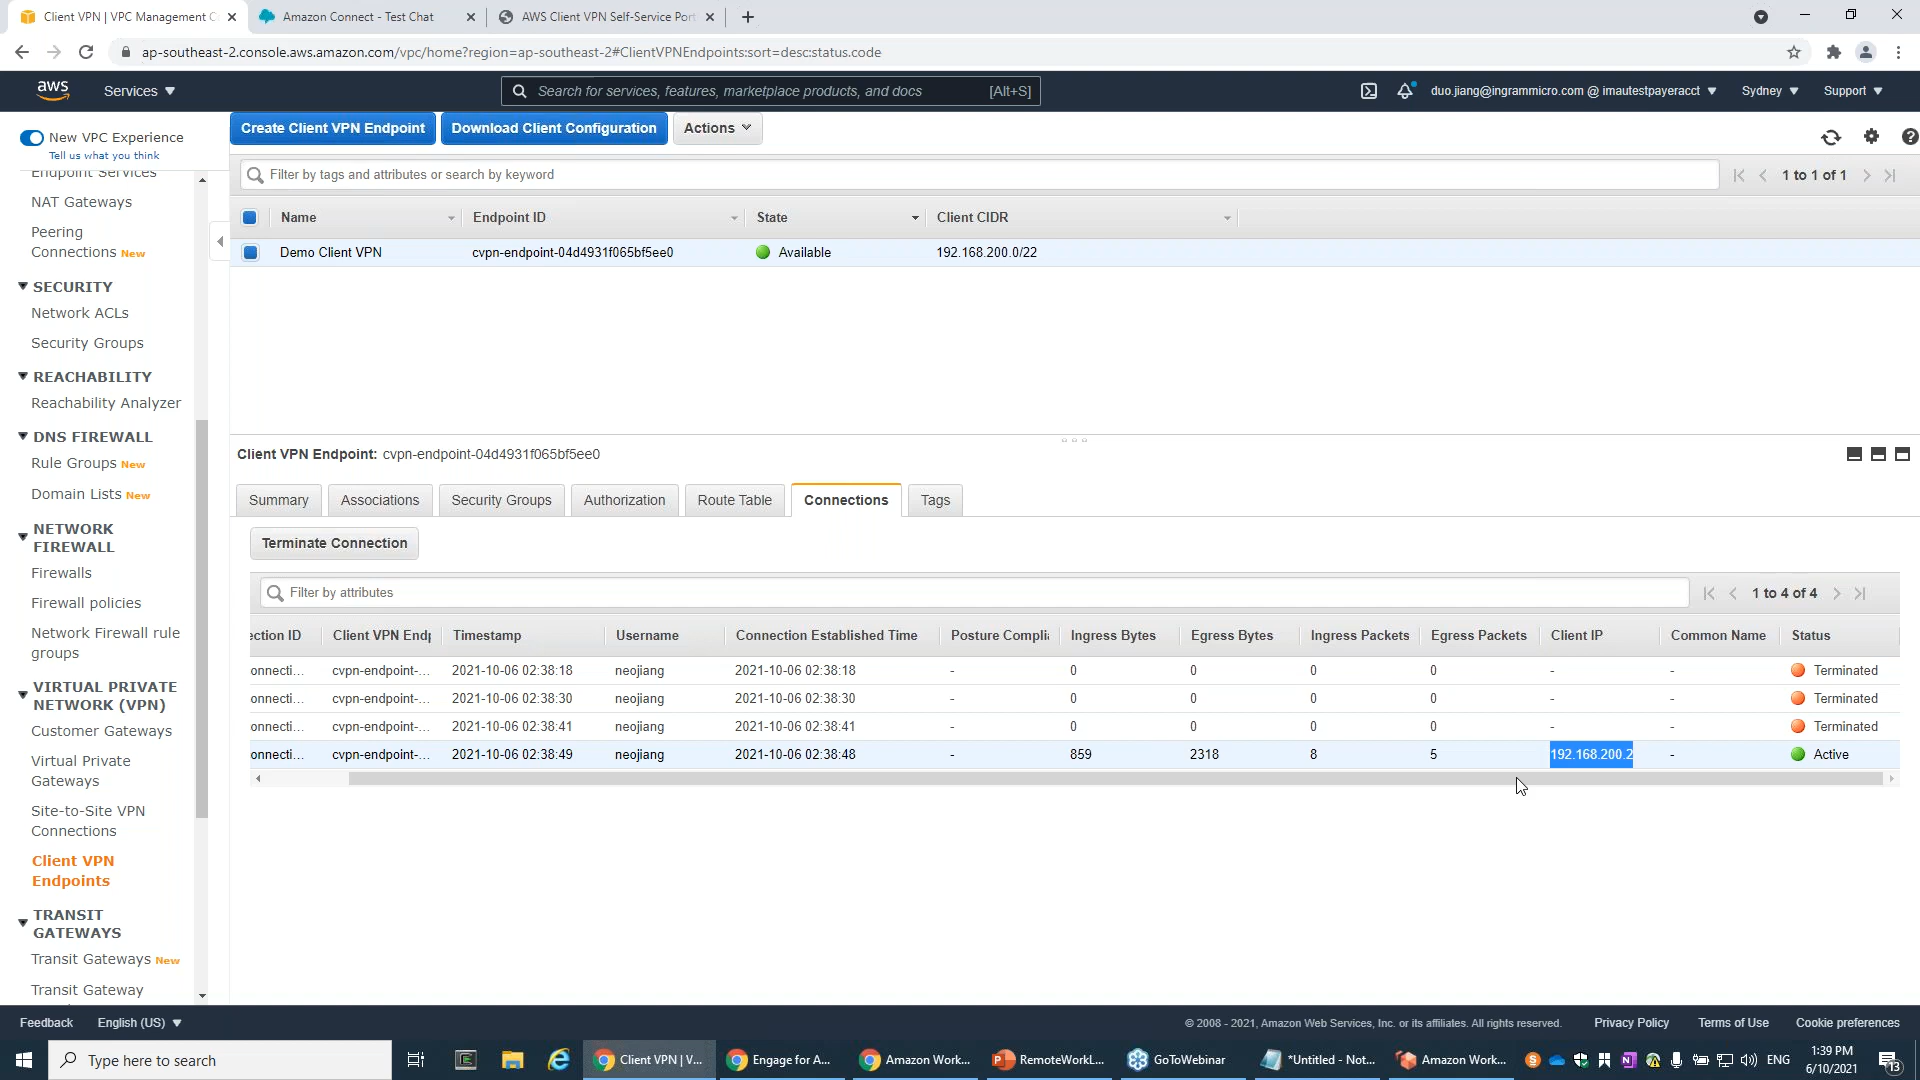 Client VPN | VPC Management C
Amazon Connect - Test Chat
AWS Client VPN Self-Service Por
ap-southeast-2.console.aws.amazon.com/vpc/home?region=ap-southeast-2#ClientVPNEndpoints:sort=desc:status.code
aws
Services
Search for services, features, marketplace products, and docs
[Alt+S]
duo.jiang@ingrammicro.com @ imautestpayeracct
Sydney
Support
New VPC Experience
Tell us what you think
Create Client VPN Endpoint
Download Client Configuration
Actions
Filter by tags and attributes or search by keyword
1 to 1 of 1
Name
Endpoint ID
State
Client CIDR
Demo Client VPN
cvpn-endpoint-04d4931f065bf5ee0
Available
192.168.200.0/22
Endpoint Services
NAT Gateways
Peering
Connections New
SECURITY
Network ACLs
Security Groups
REACHABILITY
Reachability Analyzer
DNS FIREWALL
Rule Groups New
Domain Lists New
NETWORK
FIREWALL
Firewalls
Firewall policies
Network Firewall rule
groups
VIRTUAL PRIVATE
NETWORK (VPN)
Customer Gateways
Virtual Private
Gateways
Site-to-Site VPN
Connections
Client VPN
Endpoints
TRANSIT
GATEWAYS
Transit Gateways New
Transit Gateway
Client VPN Endpoint: cvpn-endpoint-04d4931f065bf5ee0
Summary
Associations
Security Groups
Authorization
Route Table
Connections
Tags
Terminate Connection
Filter by attributes
1 to 4 of 4
ection ID
Client VPN Endp
Timestamp
Username
Connection Established Time
Posture Compli
Ingress Bytes
Egress Bytes
Ingress Packets
Egress Packets
Client IP
Common Name
Status
onnecti... cvpn-endpoint-... 2021-10-06 02:38:18 neojiang 2021-10-06 02:38:18 - 0 0 0 0 - - Terminated
onnecti... cvpn-endpoint-... 2021-10-06 02:38:30 neojiang 2021-10-06 02:38:30 - 0 0 0 0 - - Terminated
onnecti... cvpn-endpoint-... 2021-10-06 02:38:41 neojiang 2021-10-06 02:38:41 - 0 0 0 0 - - Terminated
onnecti... cvpn-endpoint-... 2021-10-06 02:38:49 neojiang 2021-10-06 02:38:48 - 859 2318 8 5 192.168.200.2 - Active
Feedback
English (US)
© 2008 - 2021, Amazon Web Services, Inc. or its affiliates. All rights reserved.
Privacy Policy
Terms of Use
Cookie preferences
Type here to search
Client VPN | V...
Engage for A...
Amazon Work...
RemoteWorkL...
GoToWebinar
*Untitled - Not...
Amazon Work...
ENG
1:39 PM
6/10/2021
13